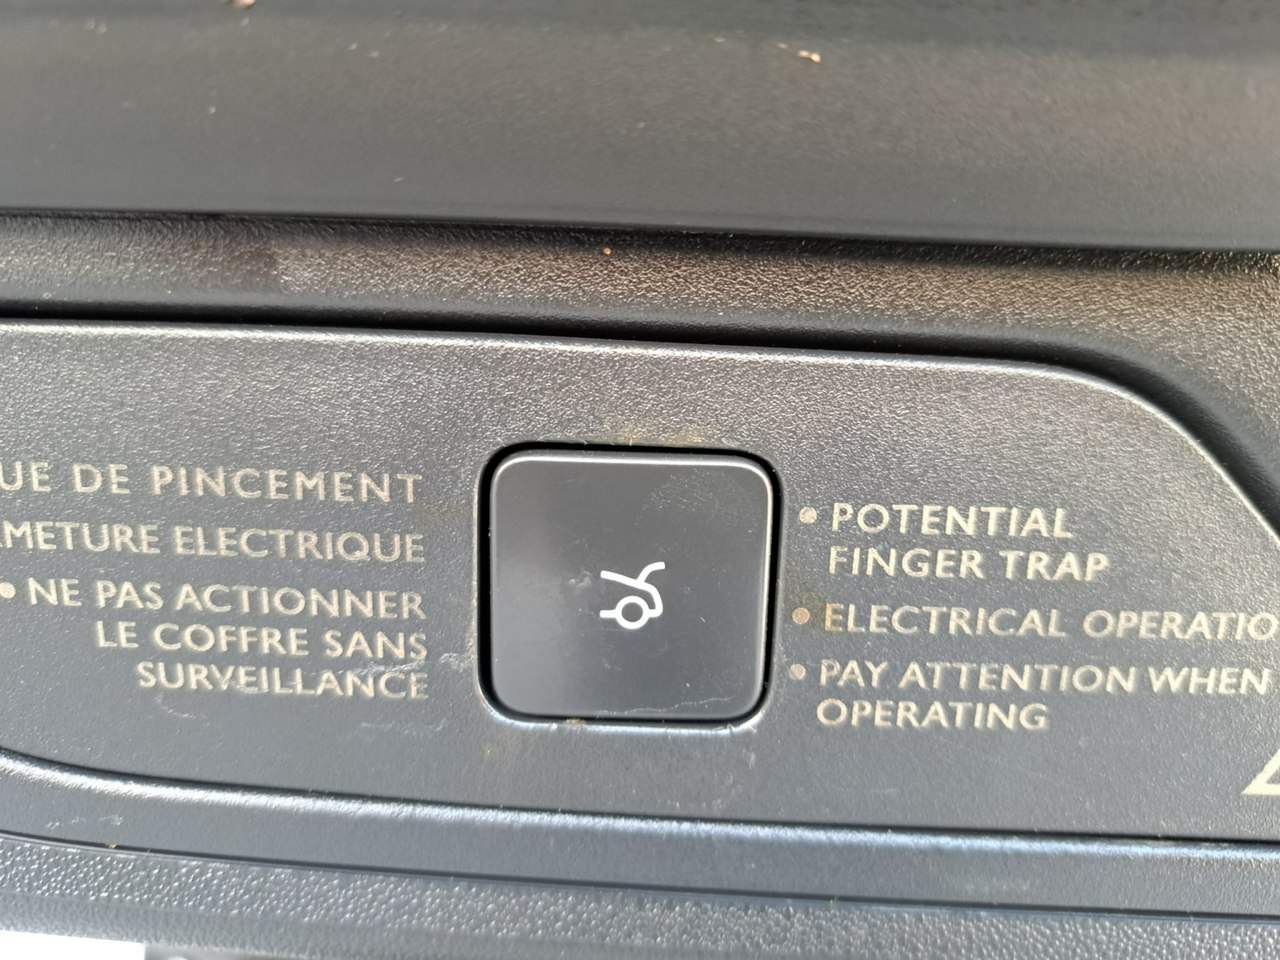 UE DE PINCEMENT
METURE ELECTRIQUE
• NE PAS ACTIONNER
LE COFFRE SANS
SURVEILLANCE
• POTENTIAL
FINGER TRAP
• ELECTRICAL OPERATIO
• PAY ATTENTION WHEN
OPERATING